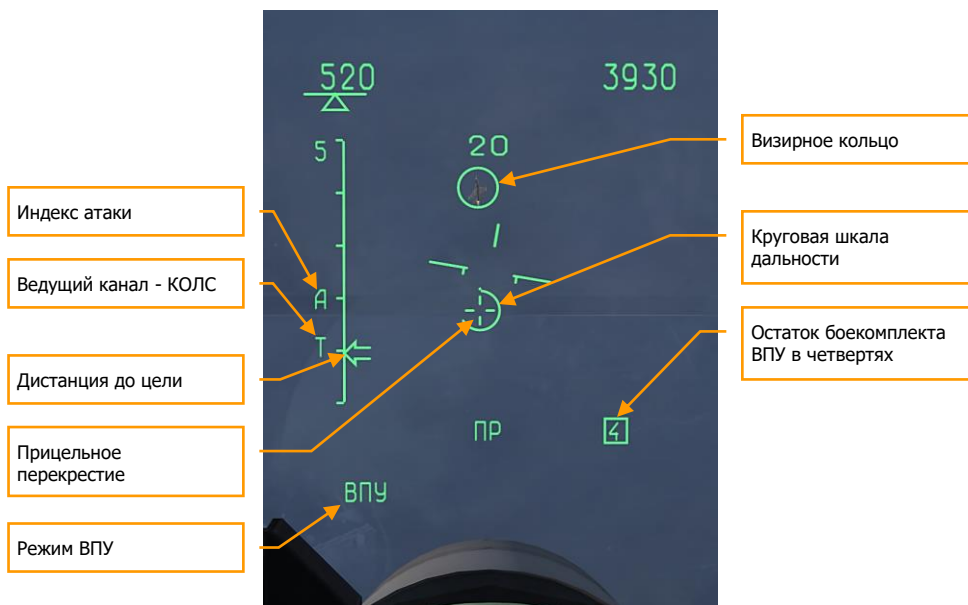 520
3930
5
20
Визирное кольцо
Индекс атаки
Круговая шкала
дальности
Ведущий канал - КОЛС
А
Т
Остаток боекомплекта
ВПУ в четвертях
Дистанция до цели
Прицельное
перекрестие
ПР
4
ВПУ
Режим ВПУ